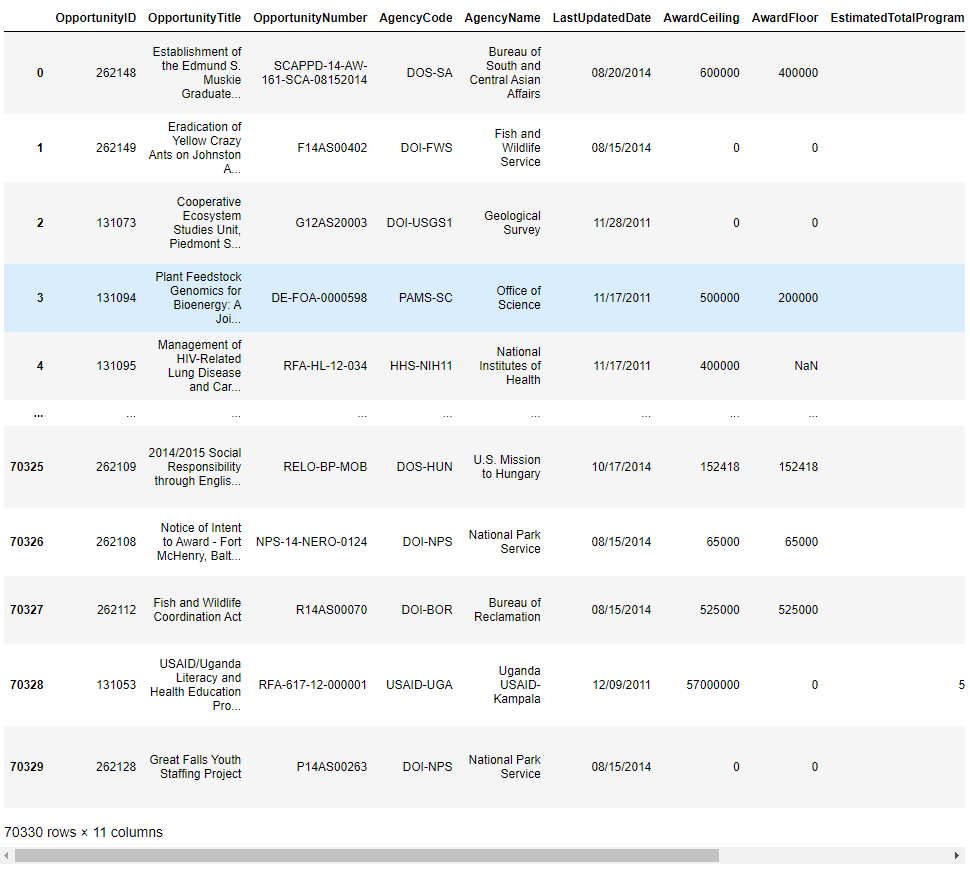 OpportunityID OpportunityTitle OpportunityNumber AgencyCode AgencyName LastUpdatedDate AwardCeiling AwardFloor EstimatedTotalProgram
0 262148 Establishment of the Edmund S. Muskie Graduate... SCAPPD-14-AW-161-SCA-08152014 DOS-SA Bureau of South and Central Asian Affairs 08/20/2014 600000 400000
1 262149 Eradication of Yellow Crazy Ants on Johnston A... F14AS00402 DOI-FWS Fish and Wildlife Service 08/15/2014 0 0
2 131073 Cooperative Ecosystem Studies Unit, Piedmont S... G12AS20003 DOI-USGS1 Geological Survey 11/28/2011 0 0
3 131094 Plant Feedstock Genomics for Bioenergy: A Joi... DE-FOA-0000598 PAMS-SC Office of Science 11/17/2011 500000 200000
4 131095 Management of HIV-Related Lung Disease and Car... RFA-HL-12-034 HHS-NIH11 National Institutes of Health 11/17/2011 400000 NaN
... ... ... ... ... ... ... ... ...
70325 262109 2014/2015 Social Responsibility through Englis... RELO-BP-MOB DOS-HUN U.S. Mission to Hungary 10/17/2014 152418 152418
70326 262108 Notice of Intent to Award - Fort McHenry, Balt... NPS-14-NERO-0124 DOI-NPS National Park Service 08/15/2014 65000 65000
70327 262112 Fish and Wildlife Coordination Act R14AS00070 DOI-BOR Bureau of Reclamation 08/15/2014 525000 525000
70328 131053 USAID/Uganda Literacy and Health Education Pro... RFA-617-12-000001 USAID-UGA Uganda USAID-Kampala 12/09/2011 57000000 0 5
70329 262128 Great Falls Youth Staffing Project P14AS00263 DOI-NPS National Park Service 08/15/2014 0 0
70330 rows × 11 columns